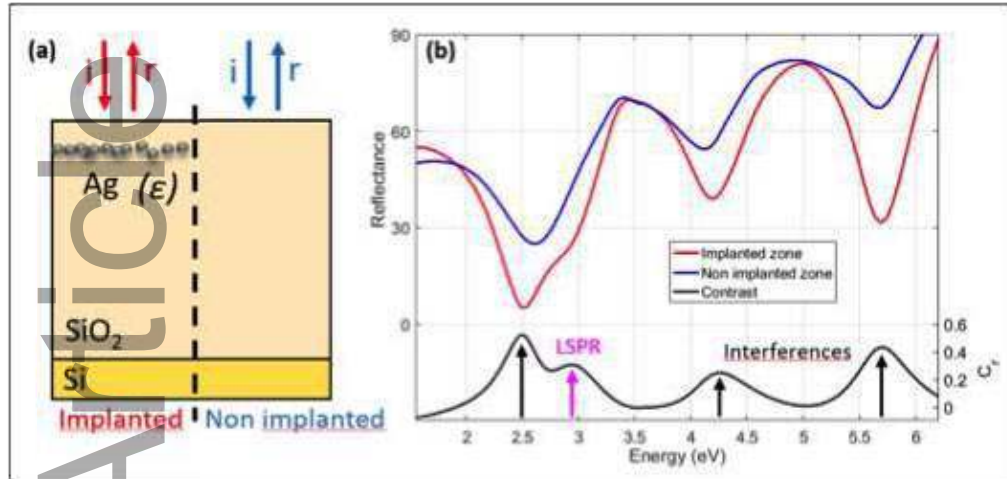 (a)
i r
i r
Ag (ε)
SiO2
Si
Implanted
Non implanted
Article
(b)
90
60
30
0
Reflectance
Implanted zone
Non implanted zone
Contrast
LSPR
Interferences
0.6
0.4
0.2
0
Cr
2 2.5 3 3.5 4 4.5 5 5.5 6
Energy (eV)